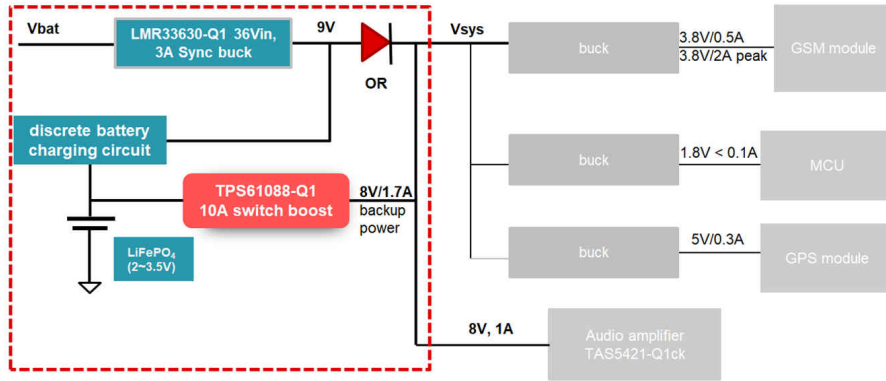 Vbat
LMR33630-Q1 36Vin,
3A Sync buck
9V
OR
Vsys
buck
3.8V/0.5A
3.8V/2A peak
GSM module
discrete battery
charging circuit
buck
1.8V < 0.1A
MCU
TPS61088-Q1
10A switch boost
8V/1.7A
backup
power
LiFePO₄
(2~3.5V)
buck
5V/0.3A
GPS module
8V, 1A
Audio amplifier
TAS5421-Q1ck